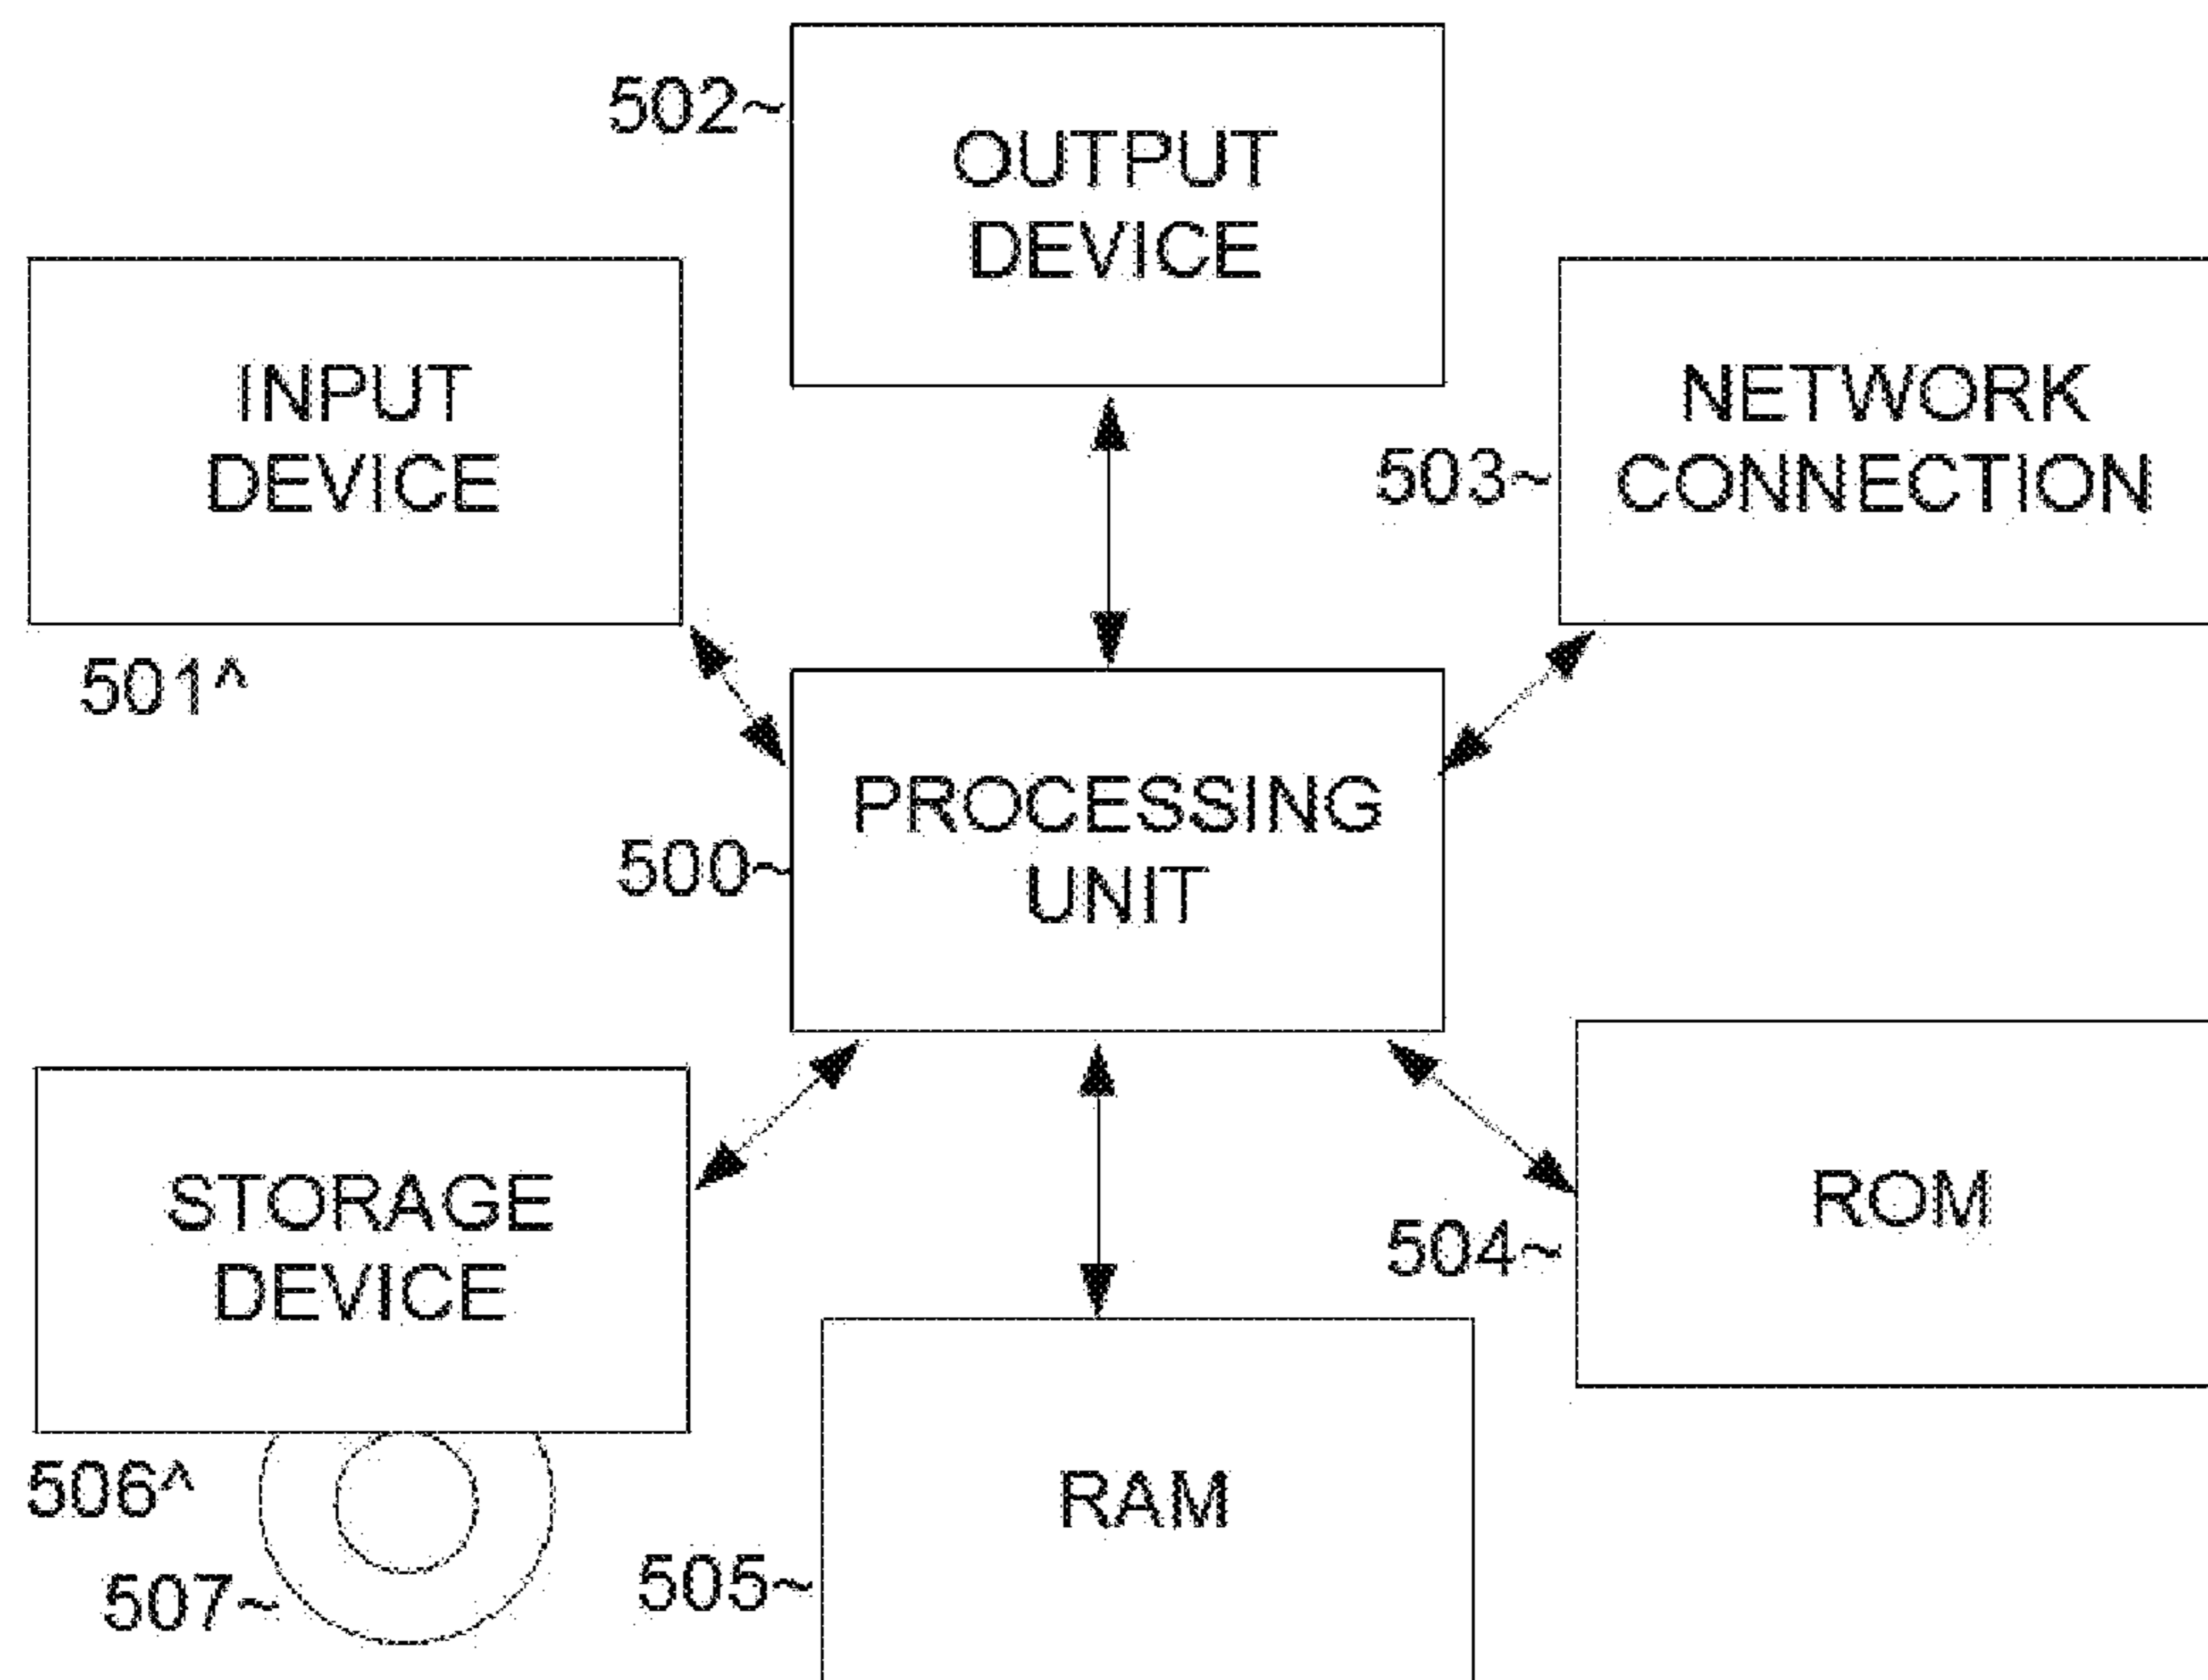 502~
OUTPUT
DEVICE
INPUT
DEVICE
501^
503~
NETWORK
CONNECTION
500~
PROCESSING
UNIT
STORAGE
DEVICE
506^
507~
504~
ROM
505~
RAM